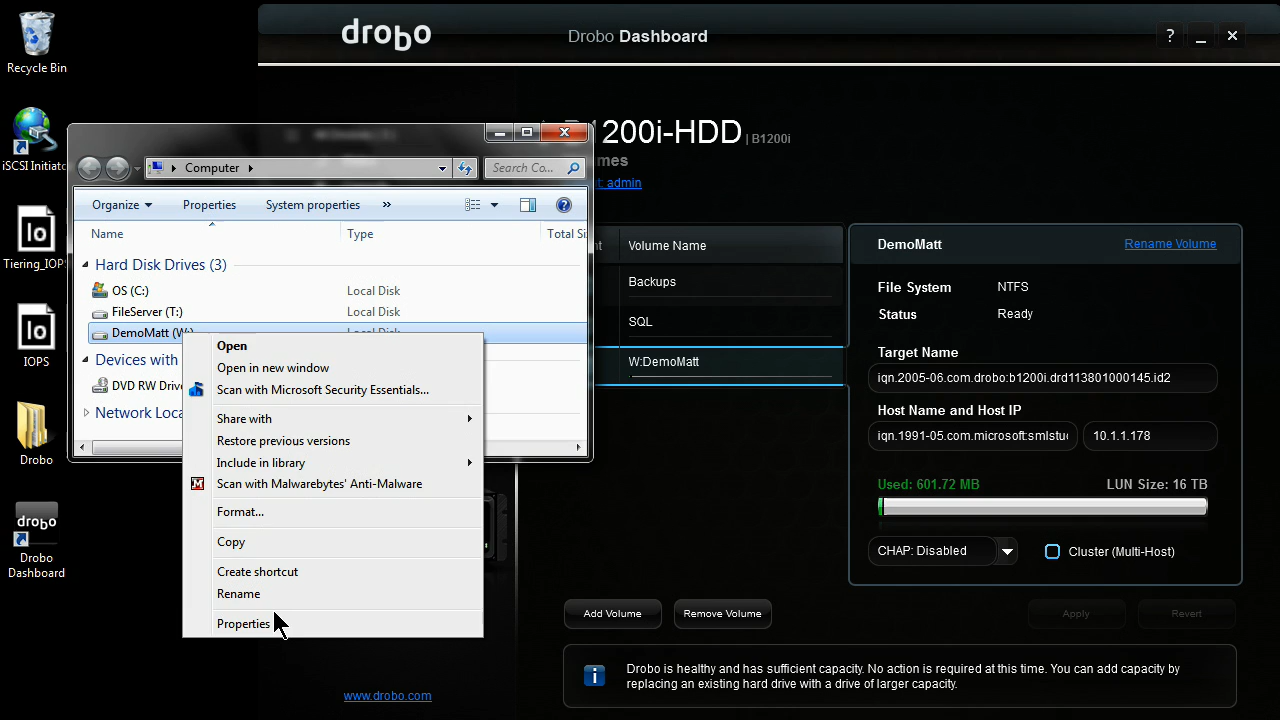 Recycle Bin
iSCSI Initiato
Tiering_IOP
IOPS
Drobo
drobo
Drobo
Dashboard
drobo
Drobo Dashboard
?
1200i-HDD | B1200i
mes
: admin
Computer
Search Co...
Organize
Properties
System properties
»
Name
Type
Total Si
Hard Disk Drives (3)
OS (C:)
Local Disk
FileServer (T:)
Local Disk
DemoMatt (W:)
Local Disk
Devices with
DVD RW Drive
Network Loca
Open
Open in new window
Scan with Microsoft Security Essentials...
Share with
Restore previous versions
Include in library
Scan with Malwarebytes' Anti-Malware
Format...
Copy
Create shortcut
Rename
Properties
Volume Name
Backups
SQL
W:DemoMatt
DemoMatt
Rename Volume
File System
NTFS
Status
Ready
Target Name
iqn.2005-06.com.drobo:b1200i.drd113801000145.id2
Host Name and Host IP
iqn.1991-05.com.microsoft:smlstuc
10.1.1.178
Used: 601.72 MB
LUN Size: 16 TB
CHAP: Disabled
Cluster (Multi-Host)
Add Volume
Remove Volume
Apply
Revert
Drobo is healthy and has sufficient capacity. No action is required at this time. You can add capacity by
replacing an existing hard drive with a drive of larger capacity.
www.drobo.com